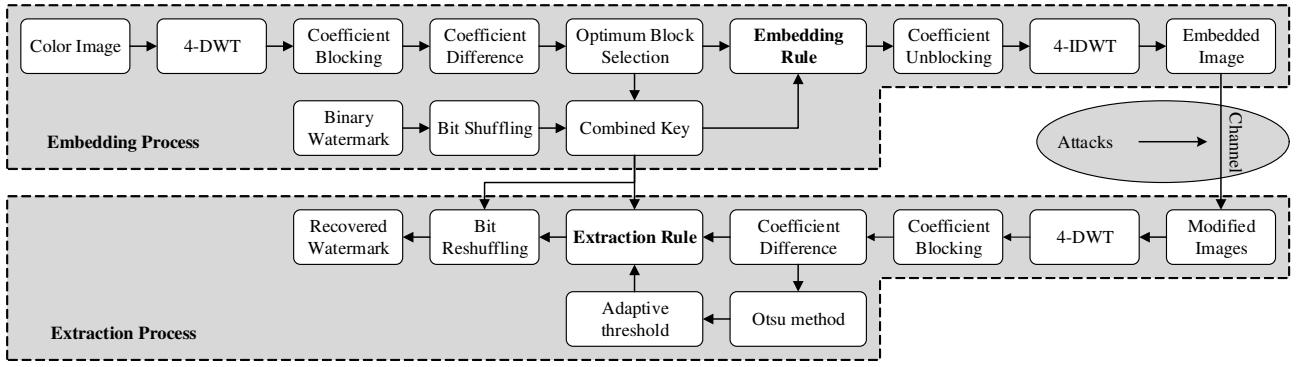 Color Image
4-DWT
Coefficient
Blocking
Coefficient
Difference
Optimum Block
Selection
Embedding
Rule
Coefficient
Unblocking
4-IDWT
Embedded
Image
Binary
Watermark
Bit Shuffling
Combined Key
Embedding Process
Attacks
Channel
Recovered
Watermark
Bit
Reshuffling
Extraction Rule
Coefficient
Difference
Coefficient
Blocking
4-DWT
Modified
Images
Adaptive
threshold
Otsu method
Extraction Process